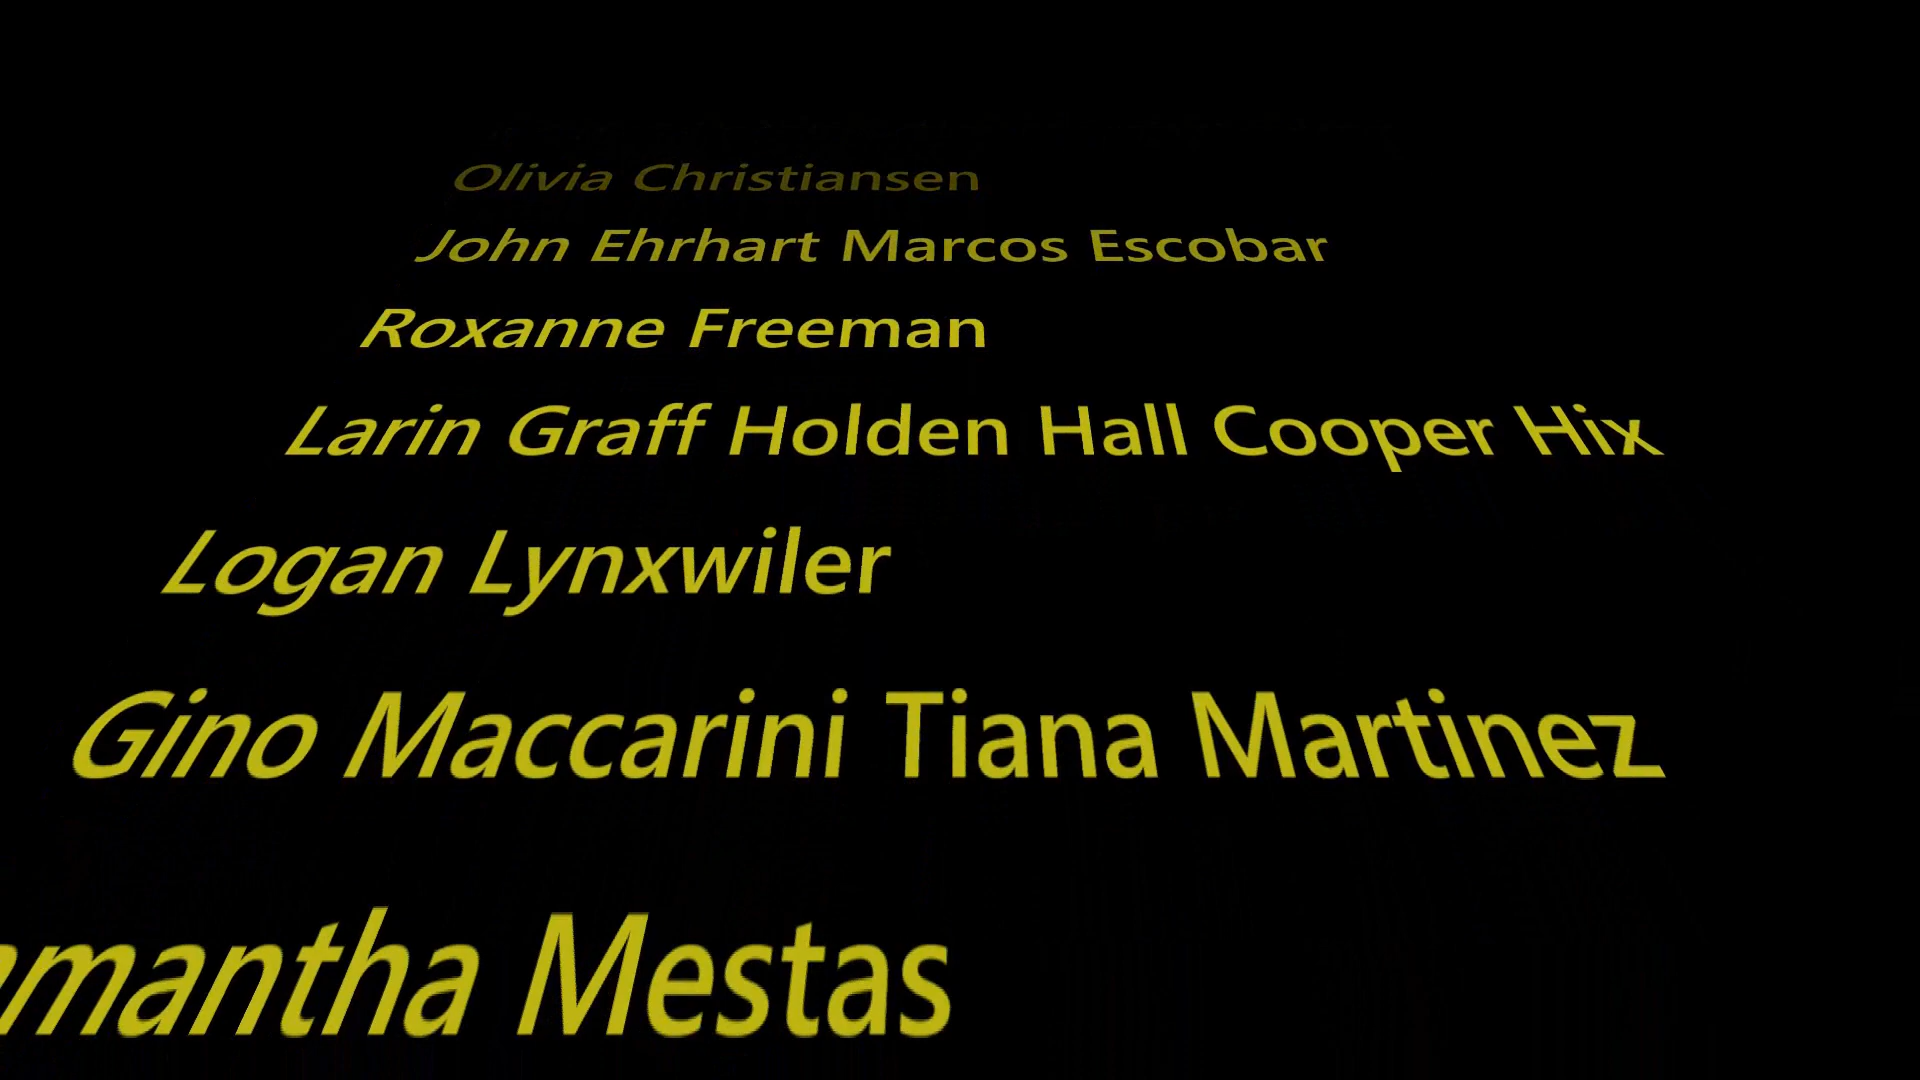 Olivia Christiansen
John Ehrhart Marcos Escobar
Roxanne Freeman
Larin Graff Holden Hall Cooper Hix
Logan Lynxwiler
Gino Maccarini Tiana Martinez
Mestas